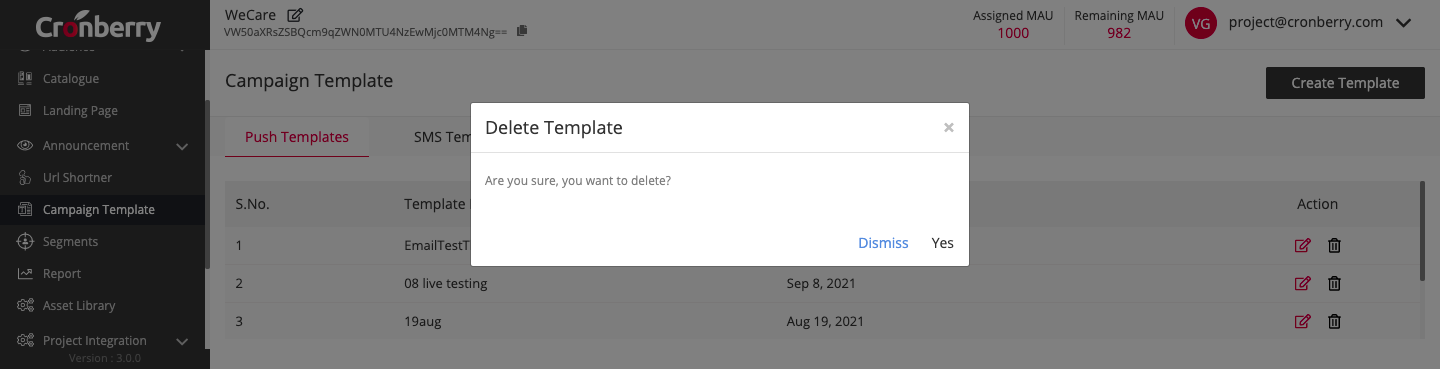 Cronberry
WeCare
VW50aXRsZSBQcm9qZWN0MTU4NzEwMjc0MTM4Ng==
Assigned MAU
1000
Remaining MAU
982
VG
project@cronberry.com
Catalogue
Landing Page
Announcement
Url Shortner
Campaign Template
Segments
Report
Asset Library
Project Integration
Version : 3.0.0
Campaign Template
Create Template
Push Templates
SMS Tem
Delete Template
×
Are you sure, you want to delete?
Dismiss
Yes
S.No.
Template
Action
1
EmailTestT
2
08 live testing
Sep 8, 2021
3
19aug
Aug 19, 2021